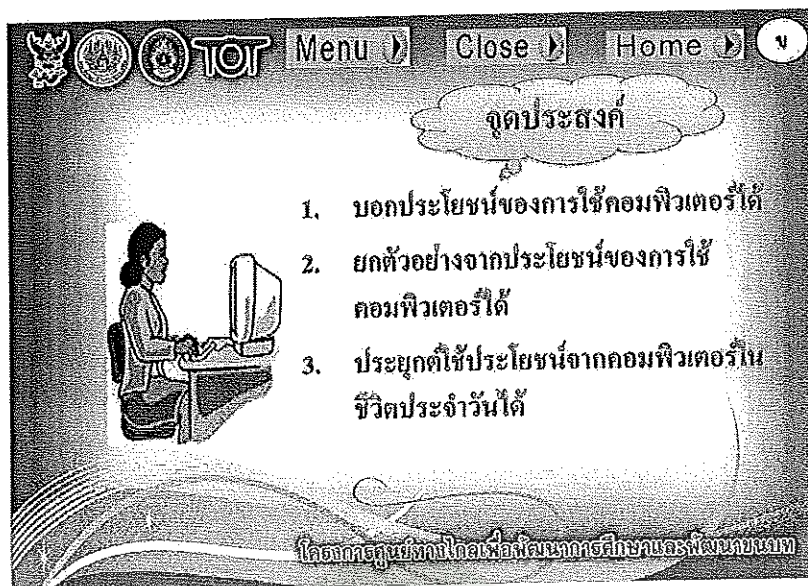 TOT Menu Close Home ข
จุดประสงค์
1. บอกประโยชน์ของการใช้คอมพิวเตอร์ได้
2. ยกตัวอย่างจากประโยชน์ของการใช้
คอมพิวเตอร์ได้
3. ประยุกต์ใช้ประโยชน์จากคอมพิวเตอร์ใน
ชีวิตประจำวันได้
โครงการศูนย์ทางไกลเพื่อพัฒนาการศึกษาและพัฒนาชนบท